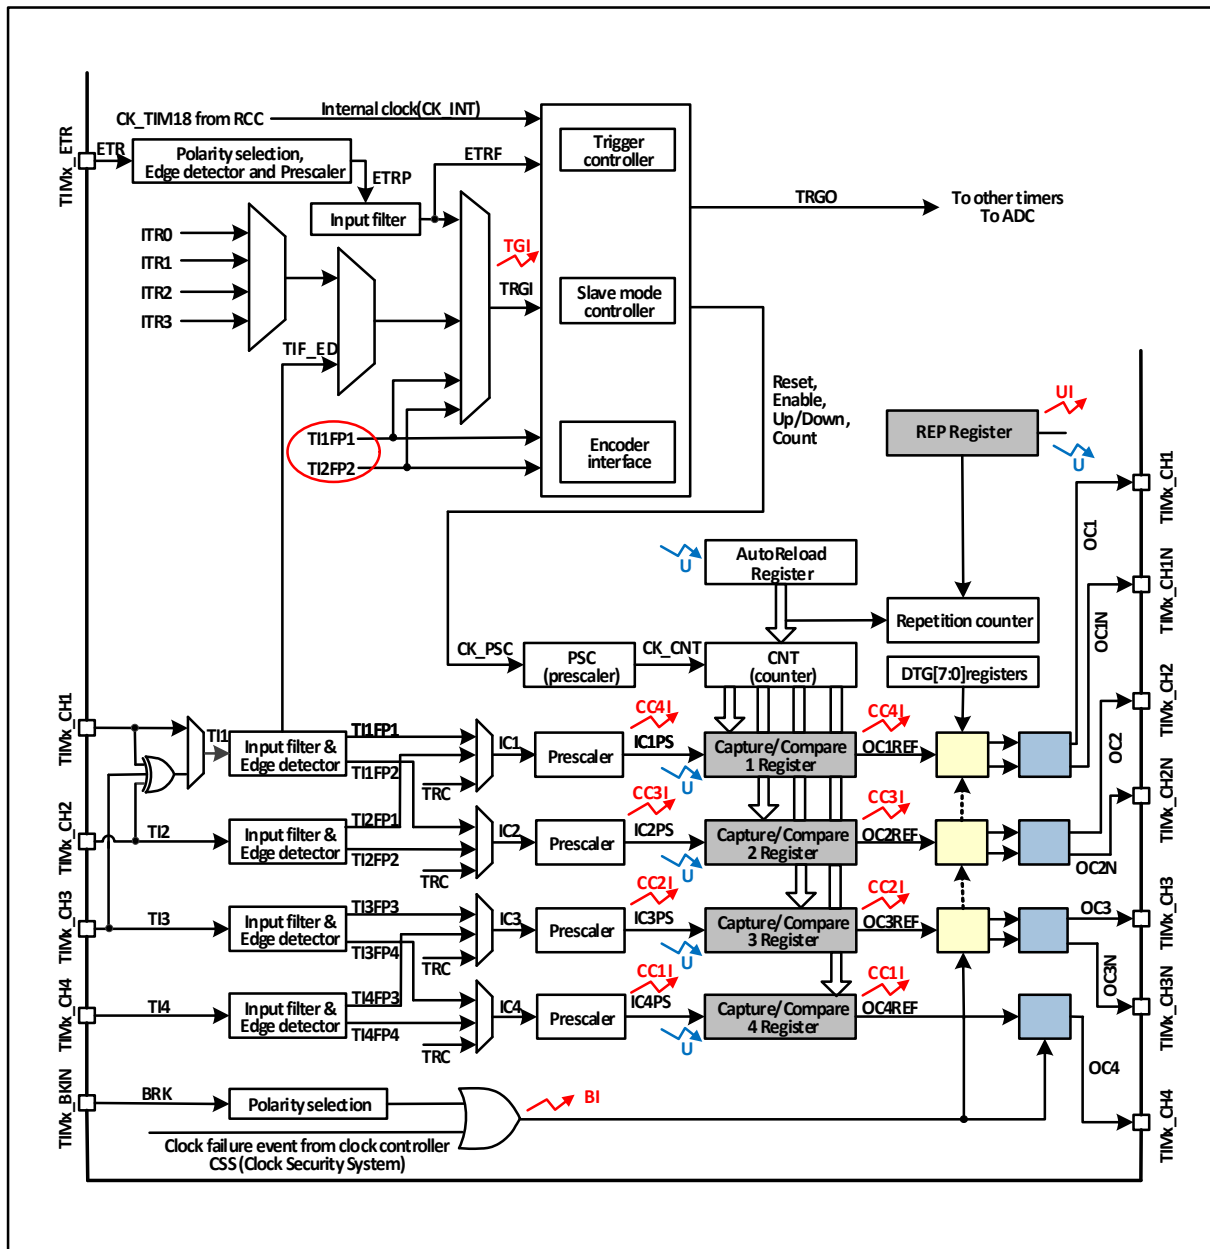 CK_TIM18 from RCC
Internal clock(CK_INT)
TIMx_ETR
ETR
Polarity selection,
Edge detector and Prescaler
ETRP
Input filter
ETRF
Trigger
controller
TRGO
To other timers
To ADC
ITR0
ITR1
ITR2
ITR3
TGI
TRGI
Slave mode
controller
TIF_ED
Reset,
Enable,
Up/Down,
Count
TI1FP1
TI2FP2
Encoder
interface
UI
REP Register
U
TIMx_CH1
OC1
U
AutoReload
Register
Repetition counter
TIMx_CH1N
OC1N
CK_PSC
PSC
(prescaler)
CK_CNT
CNT
(counter)
DTG[7:0]registers
TIMx_CH2
OC2
TIMx_CH1
TI1
Input filter &
Edge detector
TI1FP1
TI1FP2
TRC
IC1
Prescaler
CC4I
IC1PS
U
Capture/Compare
1 Register
CC4I
OC1REF
TIMx_CH2N
OC2N
TIMx_CH2
TI2
Input filter &
Edge detector
TI2FP1
TI2FP2
TRC
IC2
Prescaler
CC3I
IC2PS
U
Capture/Compare
2 Register
CC3I
OC2REF
TIMx_CH3
OC3
TIMx_CH3
TI3
Input filter &
Edge detector
TI3FP3
TI3FP4
TRC
IC3
Prescaler
CC2I
IC3PS
U
Capture/Compare
3 Register
CC2I
OC3REF
OC3N
TIMx_CH3N
TIMx_CH4
TI4
Input filter &
Edge detector
TI4FP3
TI4FP4
TRC
IC4
Prescaler
CC1I
IC4PS
U
Capture/Compare
4 Register
CC1I
OC4REF
OC4
TIMx_CH4
TIMx_BKIN
BRK
Polarity selection
BI
Clock failure event from clock controller
CSS (Clock Security System)